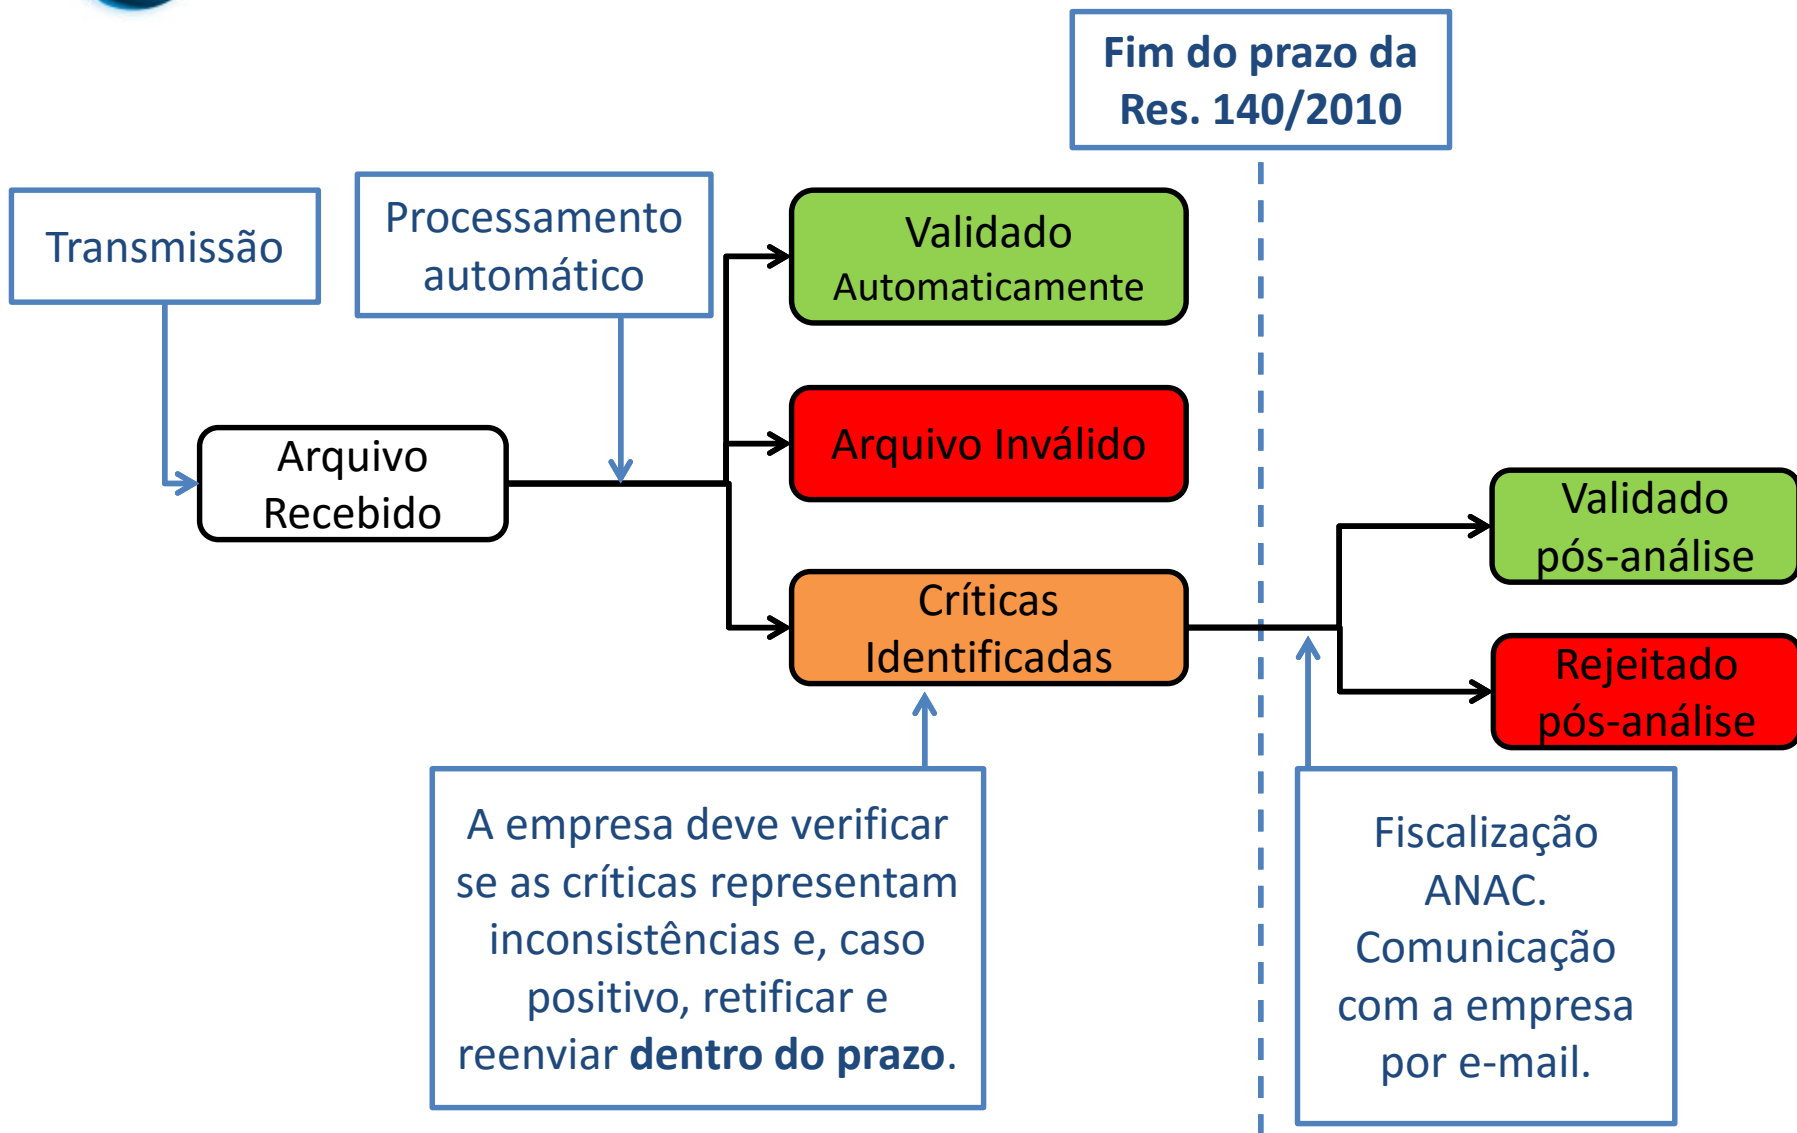 Fim do prazo da
Res. 140/2010
Transmissão
Processamento
automático
Validado
Automaticamente
Arquivo Inválido
Arquivo
Recebido
Críticas
Identificadas
Validado
pós-análise
Rejeitado
pós-análise
A empresa deve verificar
se as críticas representam
inconsistências e, caso
positivo, retificar e
reenviar dentro do prazo.
Fiscalização
ANAC.
Comunicação
com a empresa
por e-mail.